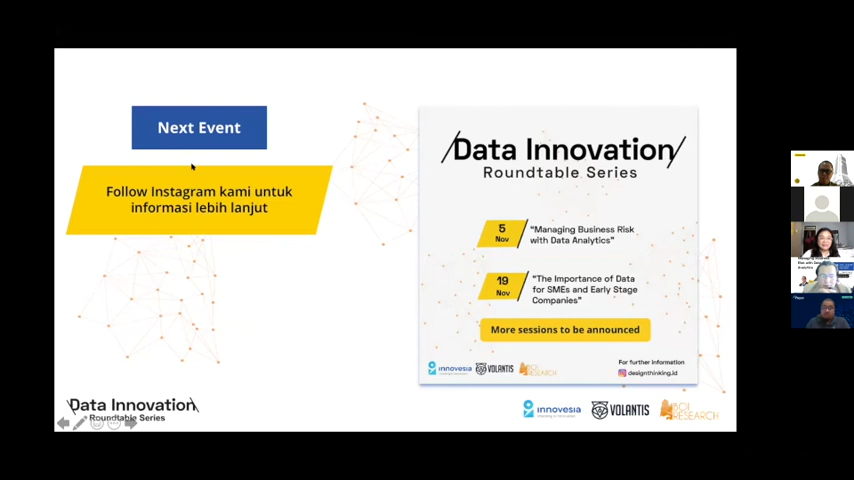 Next Event
Follow Instagram kami untuk
informasi lebih lanjut
Data Innovation
Roundtable Series
5
Nov
"Managing Business Risk
with Data Analytics"
19
Nov
"The Importance of Data
for SMEs and Early Stage
Companies"
More sessions to be announced
innovesia
VOLANTIS
RESEARCH
For further information
designthinking.id
Data Innovation
Roundtable Series
innovesia
VOLANTIS
RESEARCH